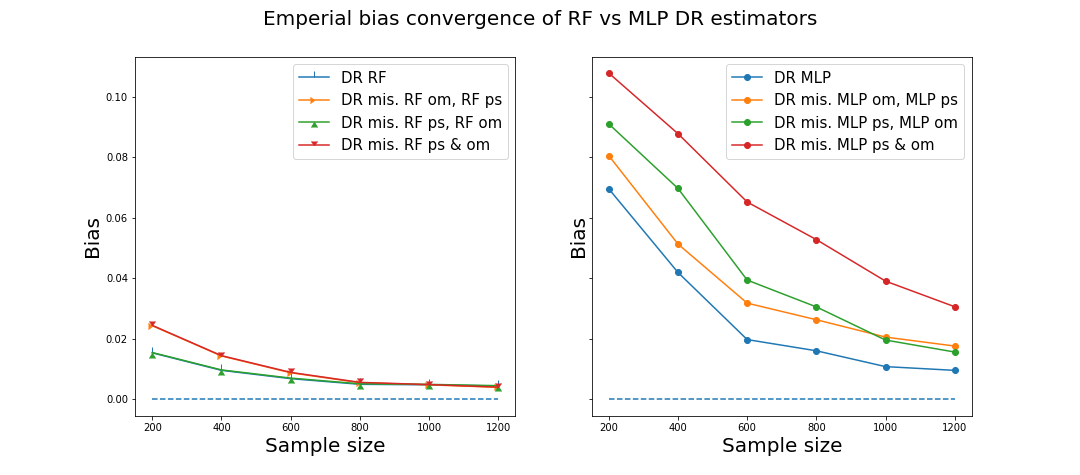 Emperial bias convergence of RF vs MLP DR estimators
DR RF
DR mis. RF om, RF ps
DR mis. RF ps, RF om
DR mis. RF ps & om
0.10
0.08
0.06
0.04
0.02
0.00
Bias
200 400 600 800 1000 1200
Sample size
DR MLP
DR mis. MLP om, MLP ps
DR mis. MLP ps, MLP om
DR mis. MLP ps & om
Bias
200 400 600 800 1000 1200
Sample size